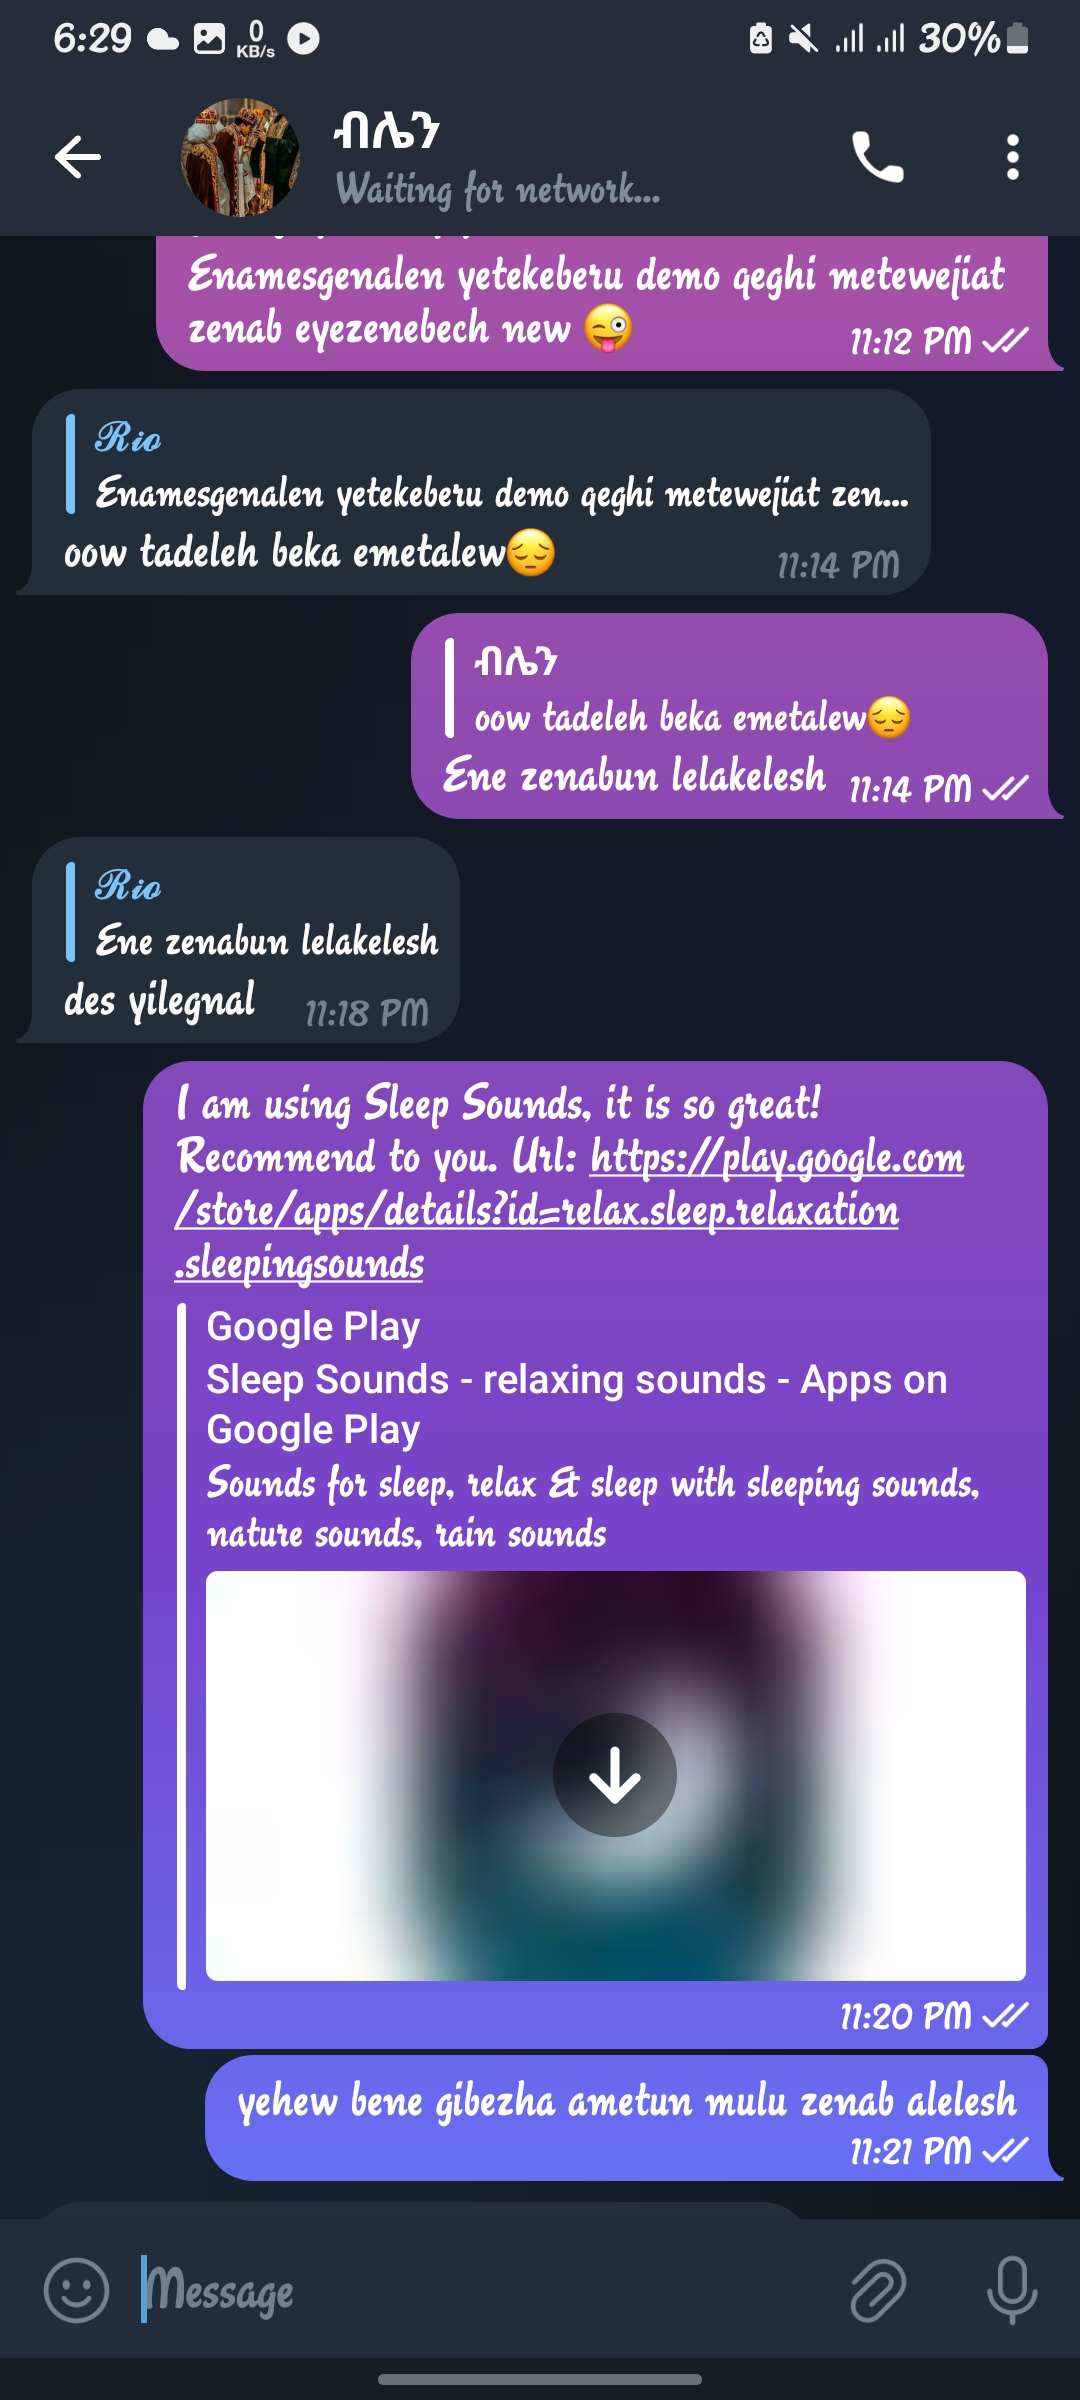 6:29
0
KB/s
30%
ብሌን
Waiting for network...
Enamesgenalen yetekeberu demo qeghi metewejiat
zenab eyezenebech new 😜
11:12 PM
Rio
Enamesgenalen yetekeberu demo qeghi metewejiat zen...
oow tadeleh beka emetalew😔
11:14 PM
ብሌን
oow tadeleh beka emetalew😔
Ene zenabun lelakelesh
11:14 PM
Rio
Ene zenabun lelakelesh
des yilegnal
11:18 PM
I am using Sleep Sounds, it is so great!
Recommend to you. Url: https://play.google.com
/store/apps/details?id=relax.sleep.relaxation
.sleepingsounds
Google Play
Sleep Sounds - relaxing sounds - Apps on
Google Play
Sounds for sleep, relax & sleep with sleeping sounds,
nature sounds, rain sounds
11:20 PM
yehew bene gibezha ametun mulu zenab alelesh
11:21 PM
Message